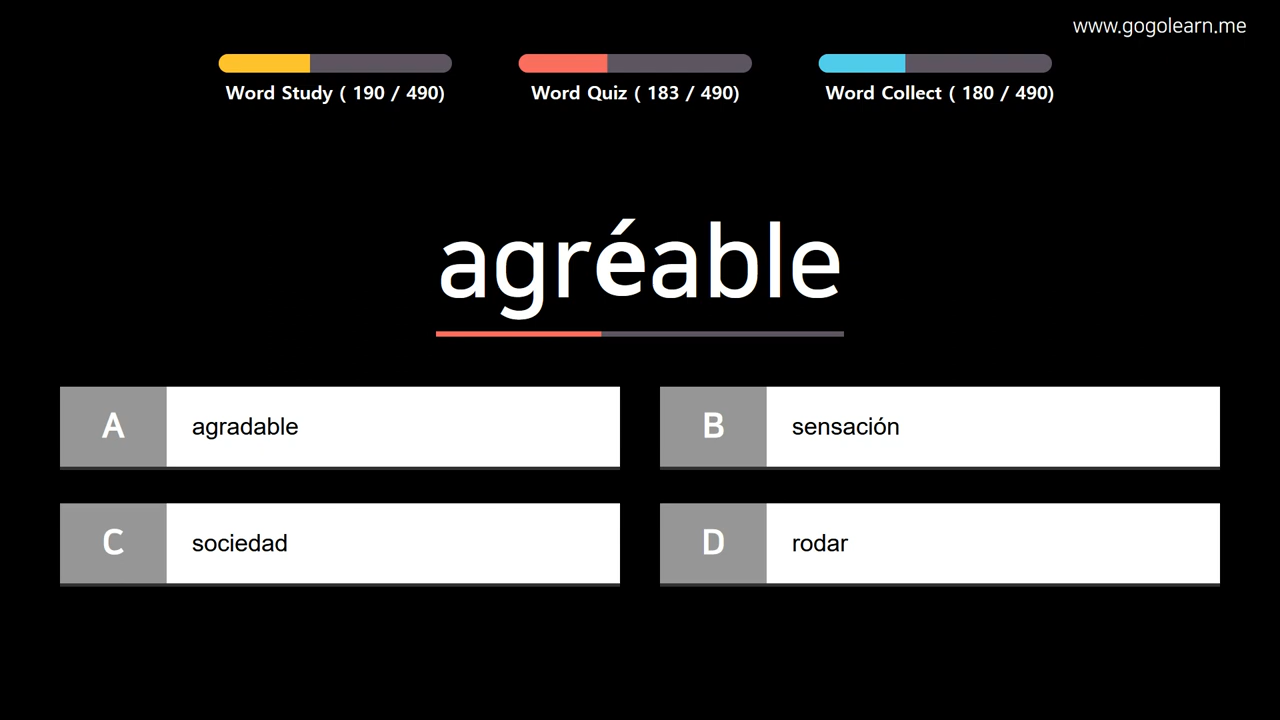 www.gogolearn.me
Word Study ( 190 / 490)
Word Quiz ( 183 / 490)
Word Collect ( 180 / 490)
agréable
A
agradable
B
sensación
C
sociedad
D
rodar